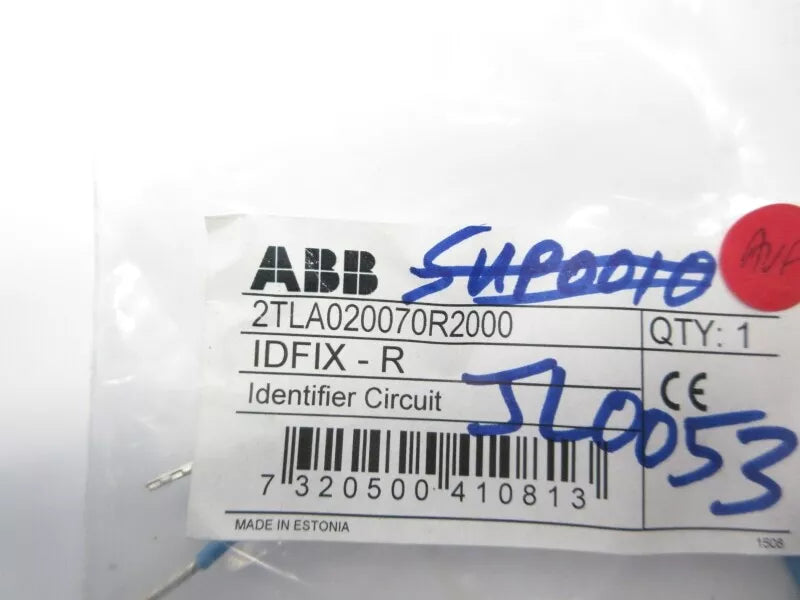 ABB SUP0010
2TLA020070R2000
QTY: 1
IDFIX - R
Identifier Circuit
CE
JL0053
7 320500 410813
MADE IN ESTONIA
1508